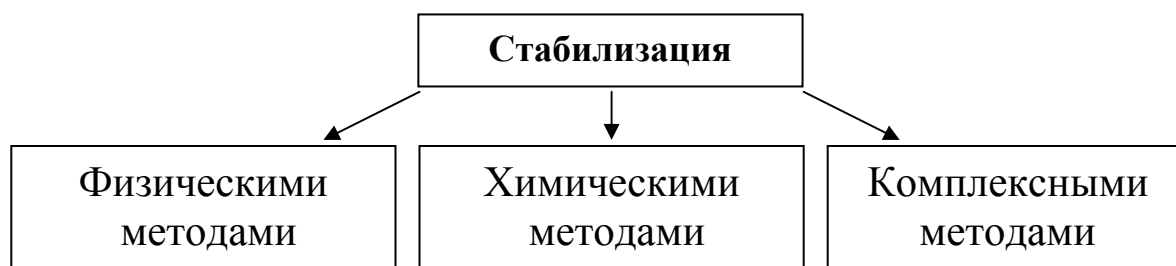 Стабилизация
Физическими
методами
Химическими
методами
Комплексными
методами